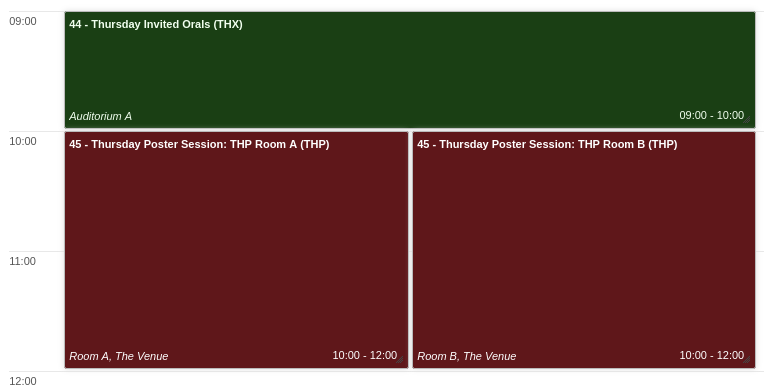 09:00
44 - Thursday Invited Orals (THX)
Auditorium A
09:00 - 10:00
10:00
45 - Thursday Poster Session: THP Room A (THP)
45 - Thursday Poster Session: THP Room B (THP)
11:00
Room A, The Venue
10:00 - 12:00
Room B, The Venue
10:00 - 12:00
12:00